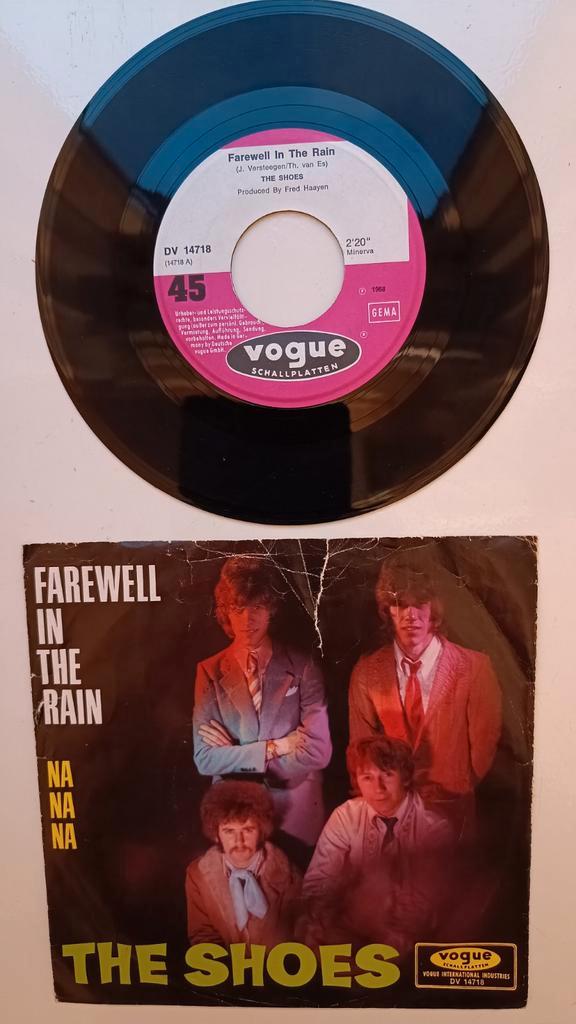 Farewell In The Rain
(J. Versteegen/Th. van Es)
THE SHOES
Produced By Fred Haayen
DV 14718
(14718 A)
2'20"
Minerva
45
℗ 1968
GEMA
Urheber- und Leistungsschutz-
rechte, besonders Vervielfälti-
gung (außer zum persönl. Gebrauch)
Vermietung, Aufführung, Sendung,
vorbehalten. Made in Ger-
many by Deutsche
vogue GmbH.
℗
vogue
SCHALLPLATTEN
FAREWELL
IN
THE
RAIN
NA
NA
NA
THE SHOES
vogue
SCHALLPLATTEN
VOGUE INTERNATIONAL INDUSTRIES
DV 14718